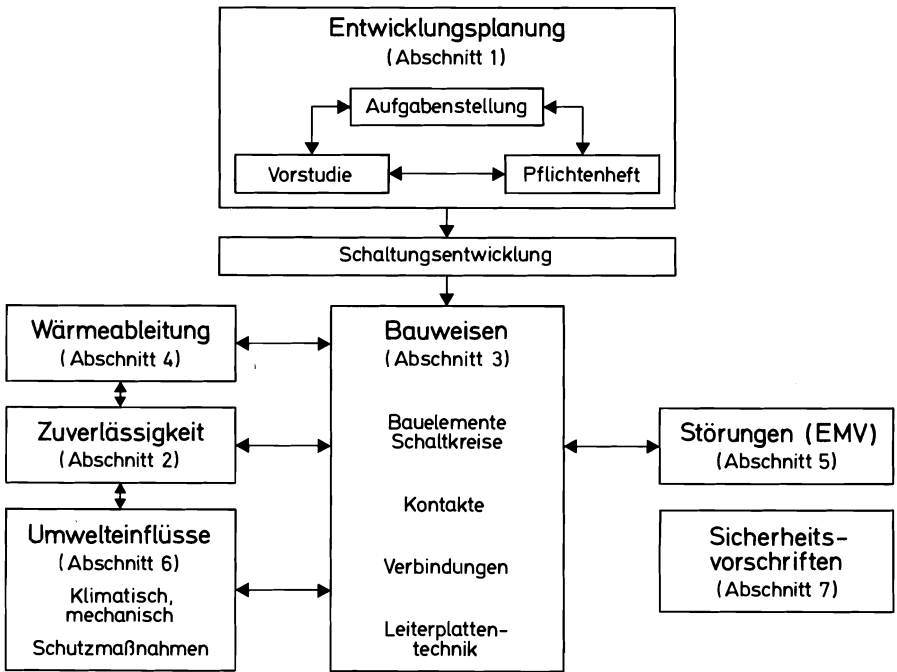 Entwicklungsplanung
(Abschnitt 1)
Aufgabenstellung
Vorstudie
Pflichtenheft
Schaltungsentwicklung
Wärmeableitung
(Abschnitt 4)
Zuverlässigkeit
(Abschnitt 2)
Umwelteinflüsse
(Abschnitt 6)
Klimatisch,
mechanisch
Schutzmaßnahmen
Bauweisen
(Abschnitt 3)
Bauelemente
Schaltkreise
Kontakte
Verbindungen
Leiterplatten-
technik
Störungen (EMV)
(Abschnitt 5)
Sicherheits-
vorschriften
(Abschnitt 7)